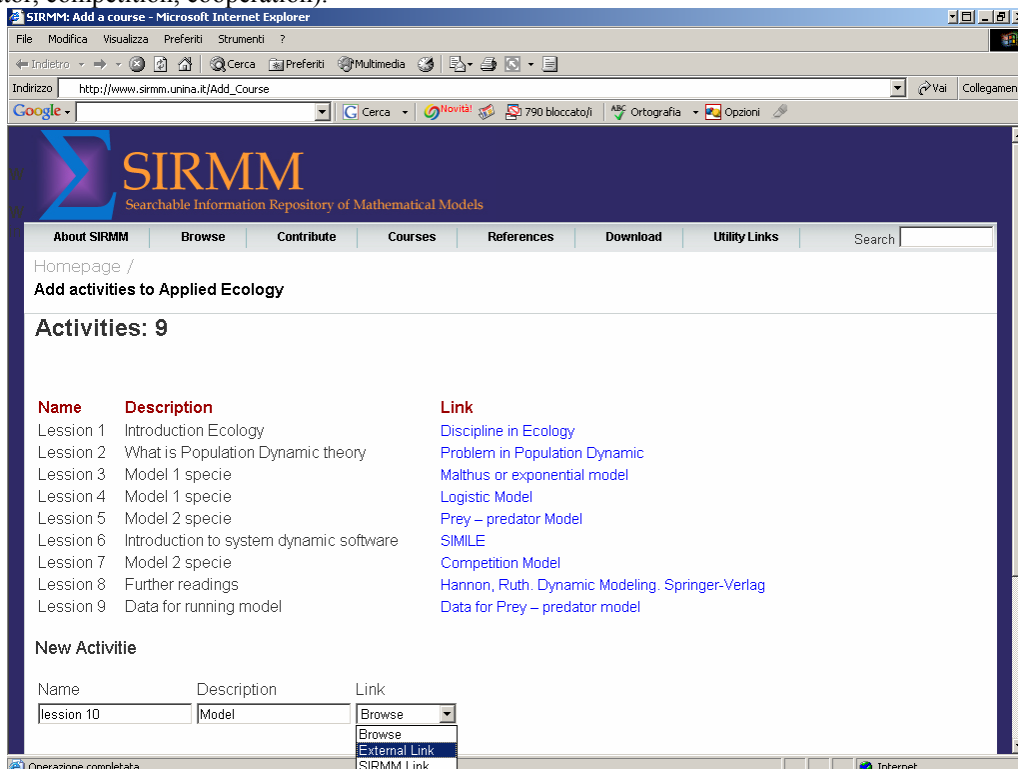 ator, competition, cooperation).
SIRMM: Add a course - Microsoft Internet Explorer
File Modifica Visualizza Preferiti Strumenti ?
Indietro Cerca Preferiti Multimedia
Indirizzo http://www.sirmm.unina.it/Add_Course Vai Collegamen
Google Cerca Novità! 790 bloccato/i ABC Ortografia Opzioni
SIRMM
Searchable Information Repository of Mathematical Models
About SIRMM Browse Contribute Courses References Download Utility Links Search
Homepage /
Add activities to Applied Ecology
Activities: 9
Name Description Link
Lession 1 Introduction Ecology Discipline in Ecology
Lession 2 What is Population Dynamic theory Problem in Population Dynamic
Lession 3 Model 1 specie Malthus or exponential model
Lession 4 Model 1 specie Logistic Model
Lession 5 Model 2 specie Prey – predator Model
Lession 6 Introduction to system dynamic software SIMILE
Lession 7 Model 2 specie Competition Model
Lession 8 Further readings Hannon, Ruth. Dynamic Modeling. Springer-Verlag
Lession 9 Data for running model Data for Prey – predator model
New Activitie
Name Description Link
lession 10 Model Browse
Browse
External Link
SIRMM Link
Operazione completata Internet